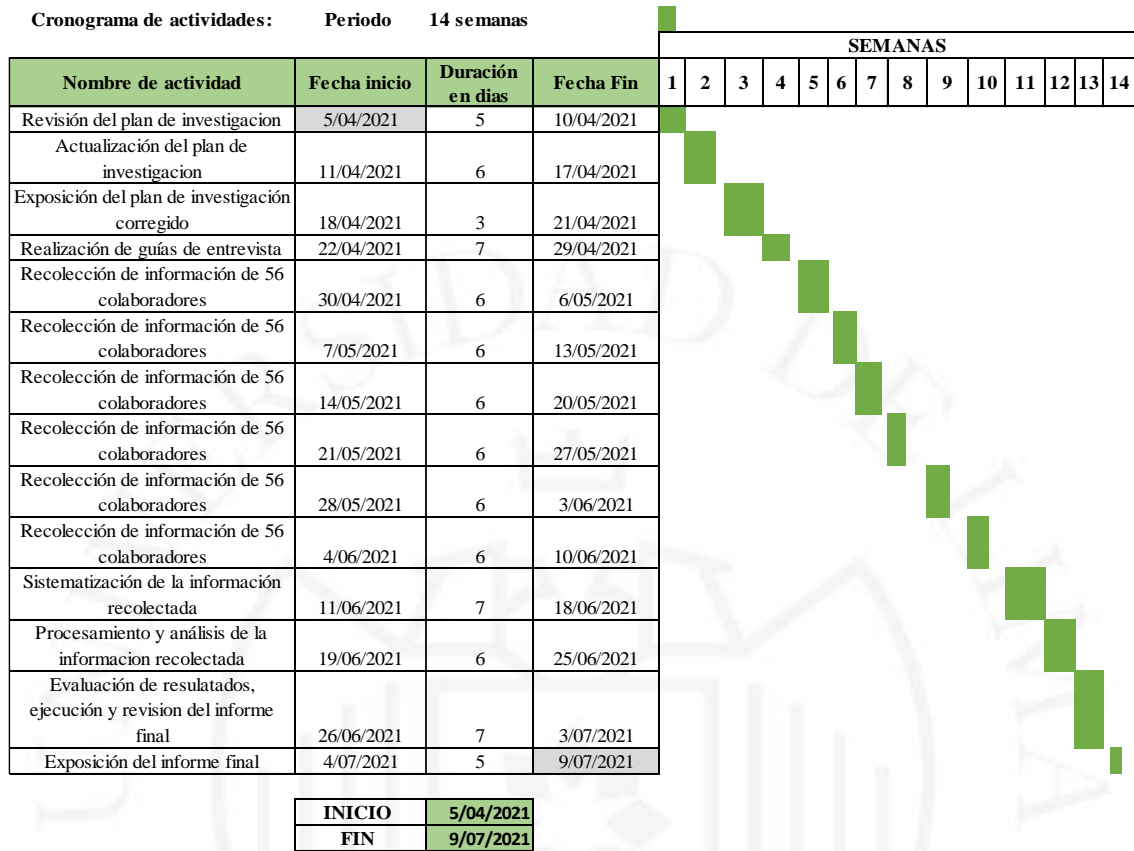 Cronograma de actividades: Periodo 14 semanas
SEMANAS
Nombre de actividad Fecha inicio Duración en dias Fecha Fin 1 2 3 4 5 6 7 8 9 10 11 12 13 14
Revisión del plan de investigacion 5/04/2021 5 10/04/2021
Actualización del plan de
investigacion 11/04/2021 6 17/04/2021
Exposición del plan de investigación
corregido 18/04/2021 3 21/04/2021
Realización de guías de entrevista 22/04/2021 7 29/04/2021
Recolección de información de 56
colaboradores 30/04/2021 6 6/05/2021
Recolección de información de 56
colaboradores 7/05/2021 6 13/05/2021
Recolección de información de 56
colaboradores 14/05/2021 6 20/05/2021
Recolección de información de 56
colaboradores 21/05/2021 6 27/05/2021
Recolección de información de 56
colaboradores 28/05/2021 6 3/06/2021
Recolección de información de 56
colaboradores 4/06/2021 6 10/06/2021
Sistematización de la información
recolectada 11/06/2021 7 18/06/2021
Procesamiento y análisis de la
informacion recolectada 19/06/2021 6 25/06/2021
Evaluación de resulatados,
ejecución y revision del informe
final 26/06/2021 7 3/07/2021
Exposición del informe final 4/07/2021 5 9/07/2021
INICIO 5/04/2021
FIN 9/07/2021
UNIVERSIDAD DE LIMA